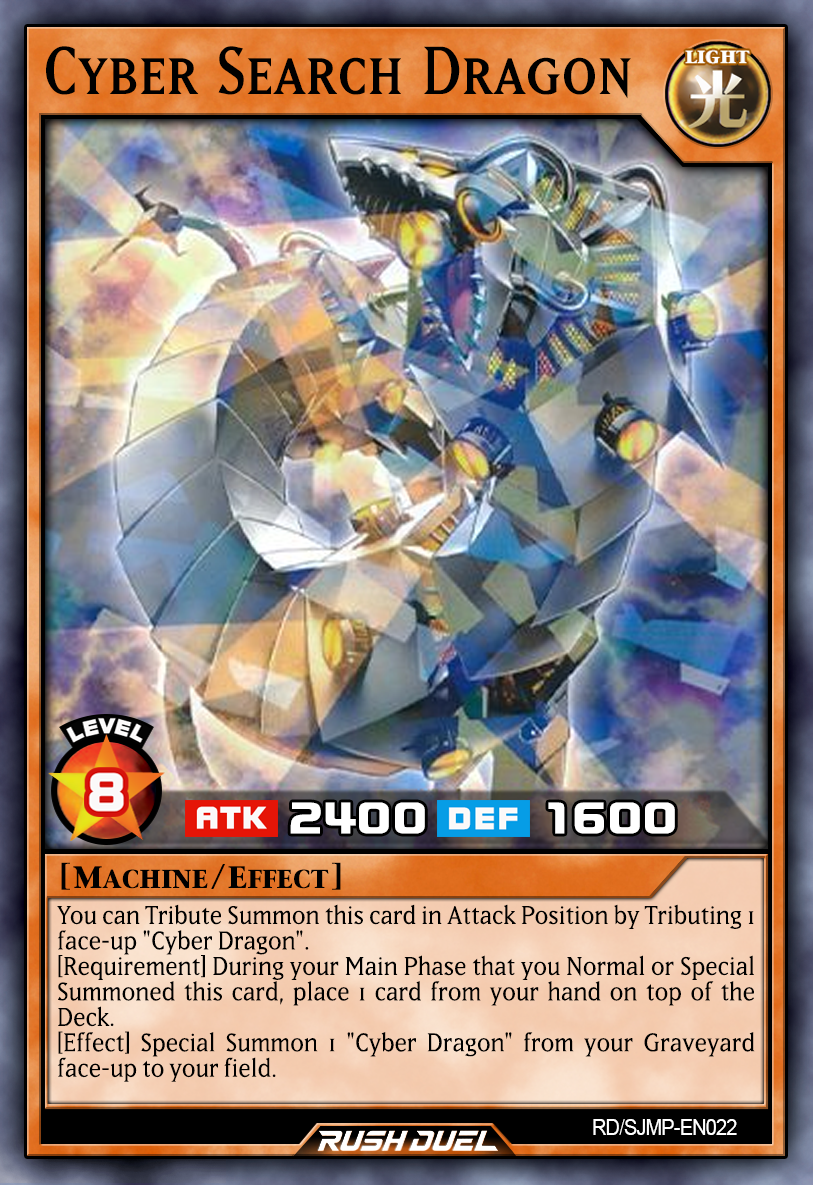 CYBER SEARCH DRAGON
LIGHT
光
LEVEL
8
ATK 2400 DEF 1600
[MACHINE/EFFECT]
You can Tribute Summon this card in Attack Position by Tributing 1
face-up "Cyber Dragon".
[Requirement] During your Main Phase that you Normal or Special
Summoned this card, place 1 card from your hand on top of the
Deck.
[Effect] Special Summon 1 "Cyber Dragon" from your Graveyard
face-up to your field.
RD/SJMP-EN022
RUSH DUEL